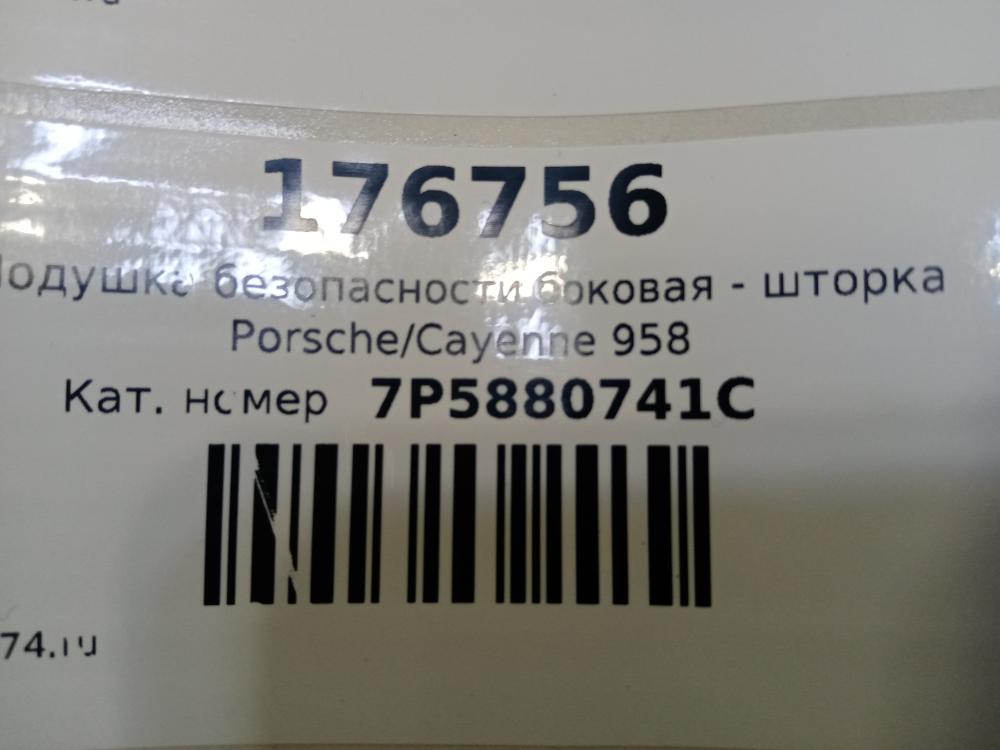 176756
Подушка безопасности боковая - шторка
Porsche/Cayenne 958
Кат. номер 7P5880741C
74.ru